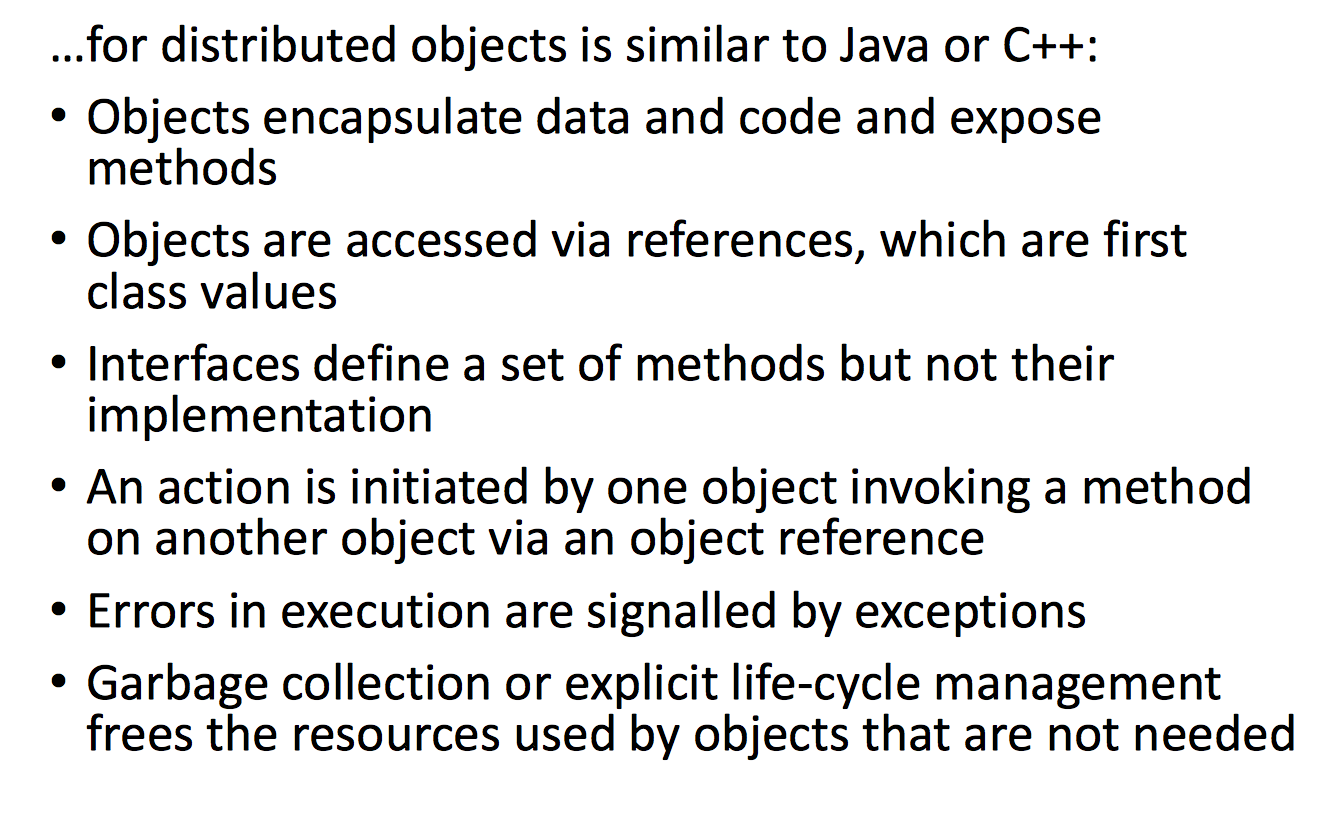 ...for distributed objects is similar to Java or C++:
• Objects encapsulate data and code and expose
methods
• Objects are accessed via references, which are first
class values
• Interfaces define a set of methods but not their
implementation
• An action is initiated by one object invoking a method
on another object via an object reference
• Errors in execution are signalled by exceptions
• Garbage collection or explicit life-cycle management
frees the resources used by objects that are not needed